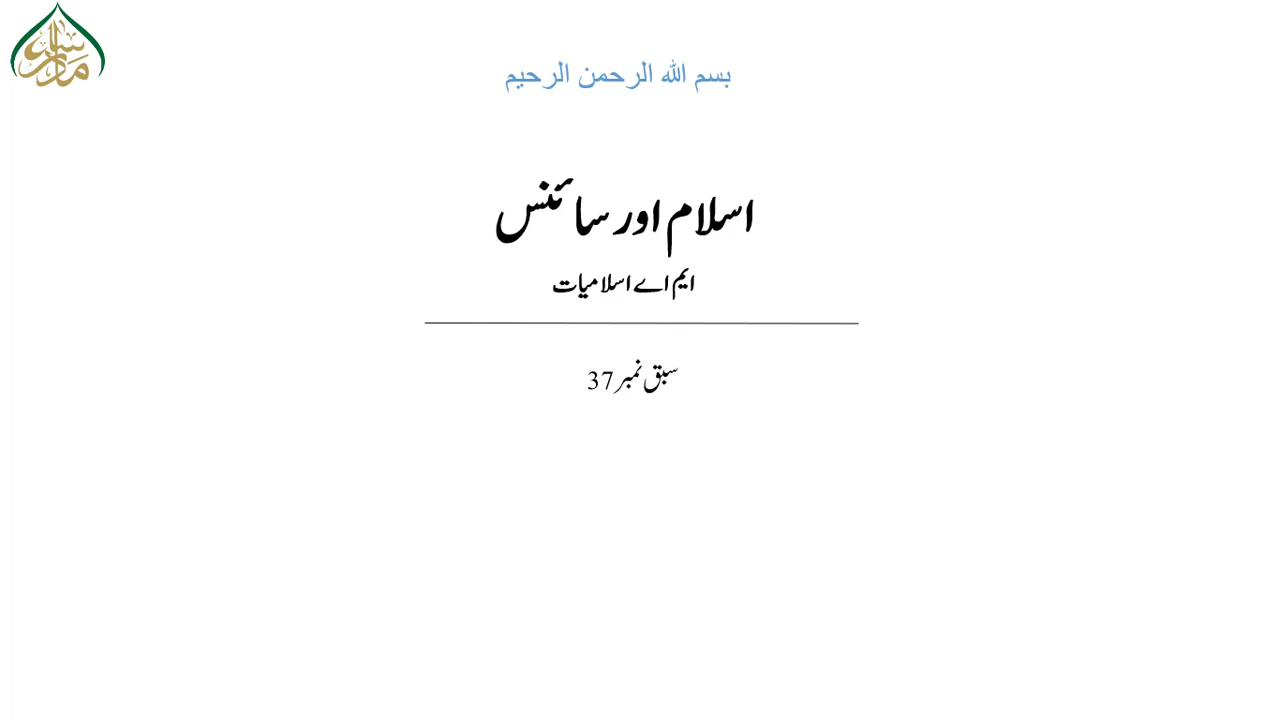 بسم الله الرحمن الرحيم
اسلام اور سائنس
ایم اے اسلامیات
سبق نمبر 37